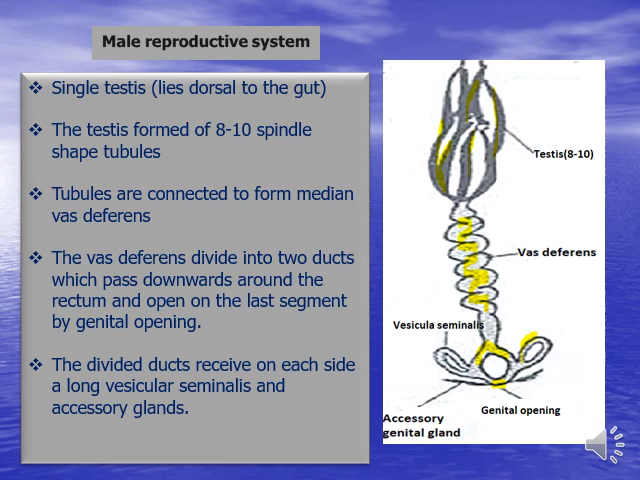 Male reproductive system
❖ Single testis (lies dorsal to the gut)
❖ The testis formed of 8-10 spindle
shape tubules
❖ Tubules are connected to form median
vas deferens
❖ The vas deferens divide into two ducts
which pass downwards around the
rectum and open on the last segment
by genital opening.
❖ The divided ducts receive on each side
a long vesicular seminalis and
accessory glands.
Testis(8-10)
Vas deferens
Vesicula seminalis
Genital opening
Accessory
genital gland